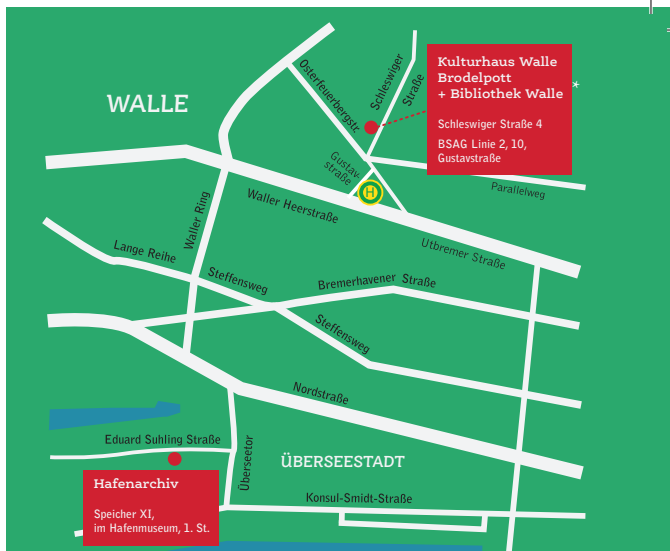 WALLE
Osterfeuerbergstr.
Schleswiger
Straße
Kulturhaus Walle
Brodelpott
+ Bibliothek Walle
*
Schleswiger Straße 4
BSAG Linie 2, 10,
Gustavstraße
Gustav-
straße
H
Parallelweg
Waller Heerstraße
Waller Ring
Utbremer Straße
Lange Reihe
Steffensweg
Bremerhavener Straße
Steffensweg
Nordstraße
Eduard Suhling Straße
Überseetor
ÜBERSEESTADT
Hafenarchiv
Speicher XI,
im Hafenmuseum, 1. St.
Konsul-Smidt-Straße